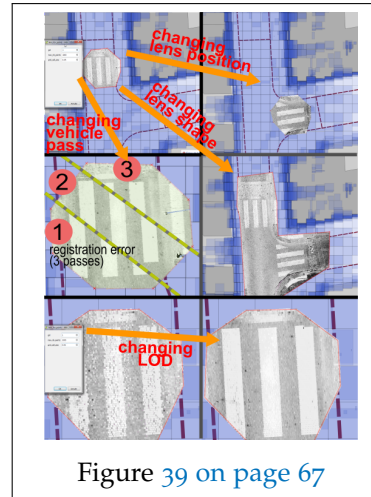 changing
lens position
changing
lens shape
changing
vehicle
pass
3
2
1
registration error
(3 passes)
changing
LOD
Figure 39 on page 67